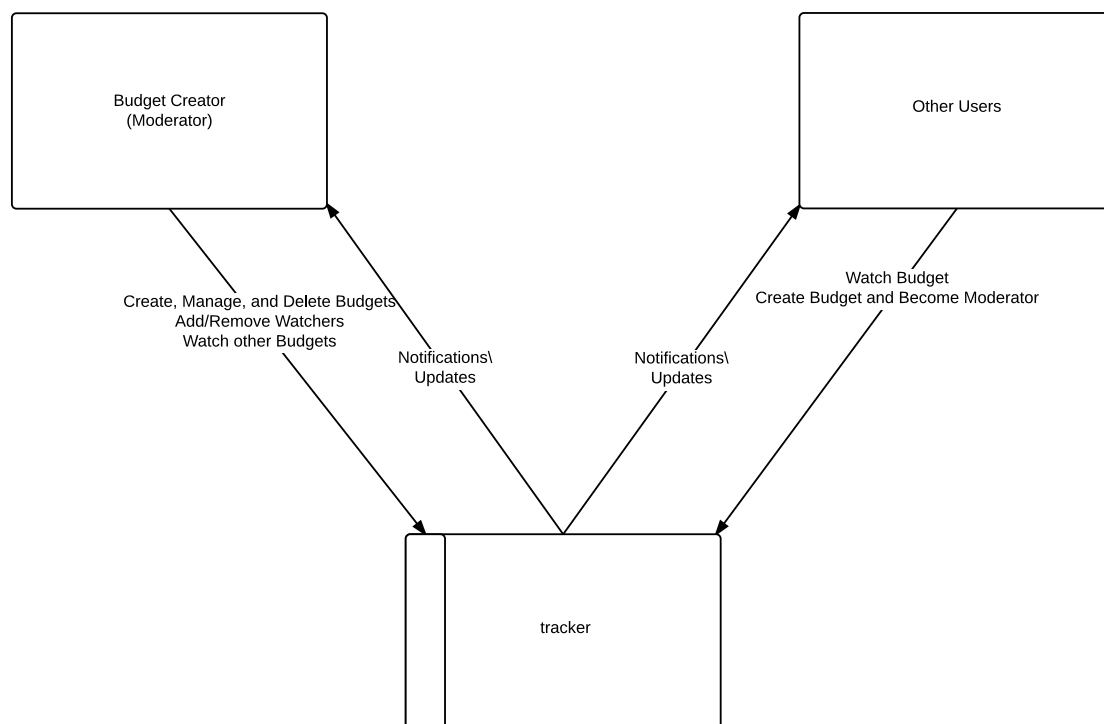 Budget Creator
(Moderator)
Other Users
Create, Manage, and Delete Budgets
Add/Remove Watchers
Watch other Budgets
Notifications\
Updates
Notifications\
Updates
Watch Budget
Create Budget and Become Moderator
tracker